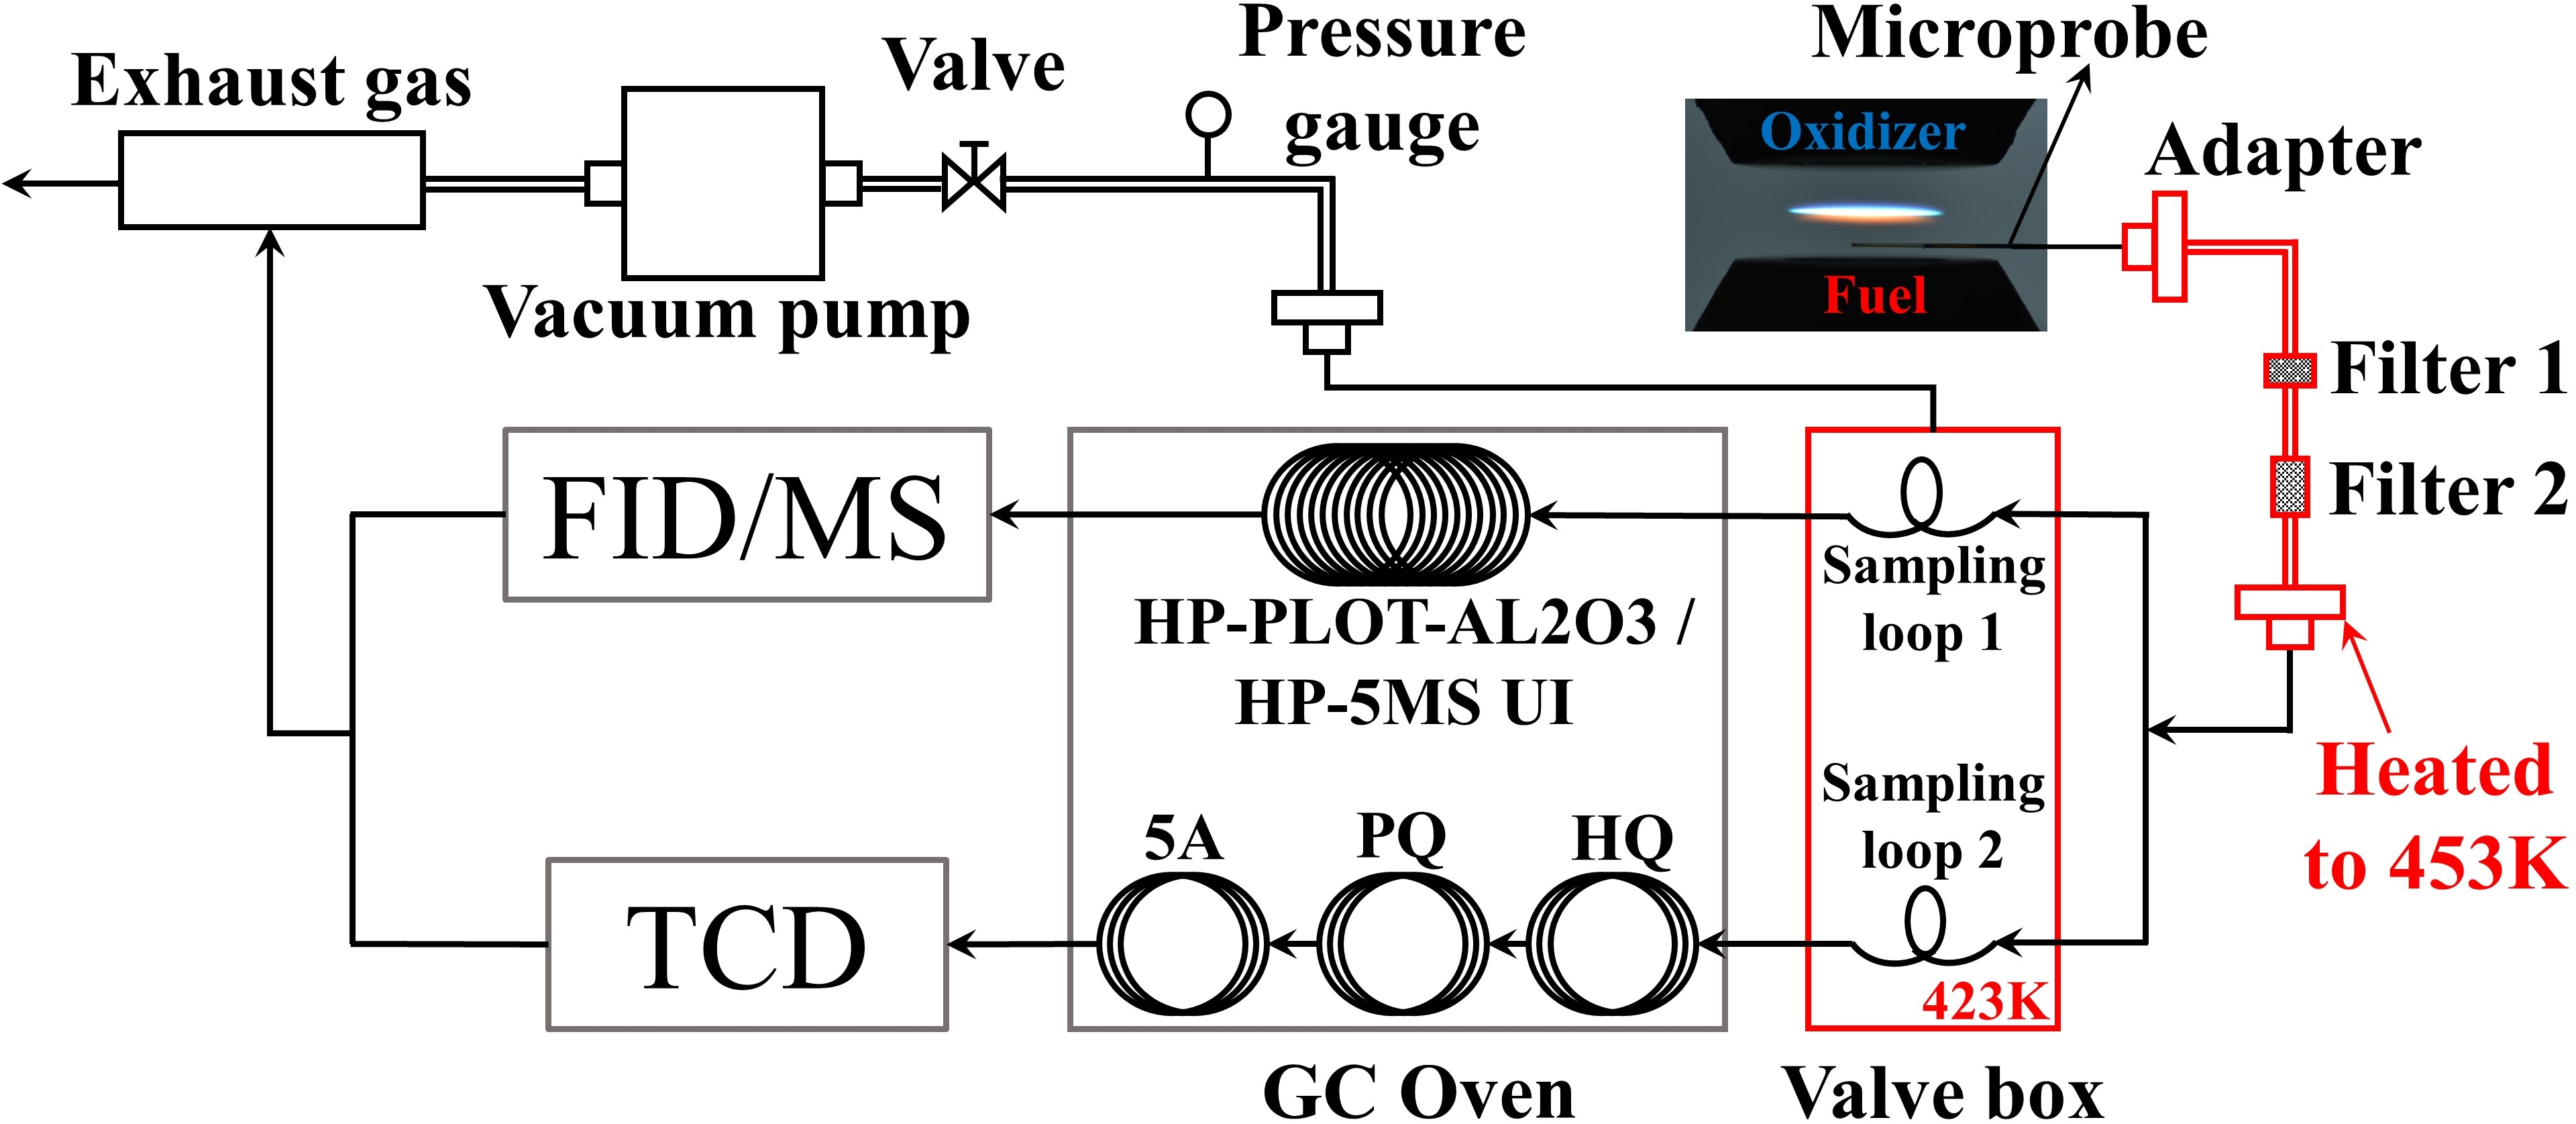 Exhaust gas
Valve
Pressure
gauge
Microprobe
Oxidizer
Fuel
Adapter
Vacuum pump
Filter 1
Filter 2
FID/MS
HP-PLOT-AL2O3 /
HP-5MS UI
Sampling
loop 1
Sampling
loop 2
Heated
to 453K
5A
PQ
HQ
TCD
423K
GC Oven
Valve box